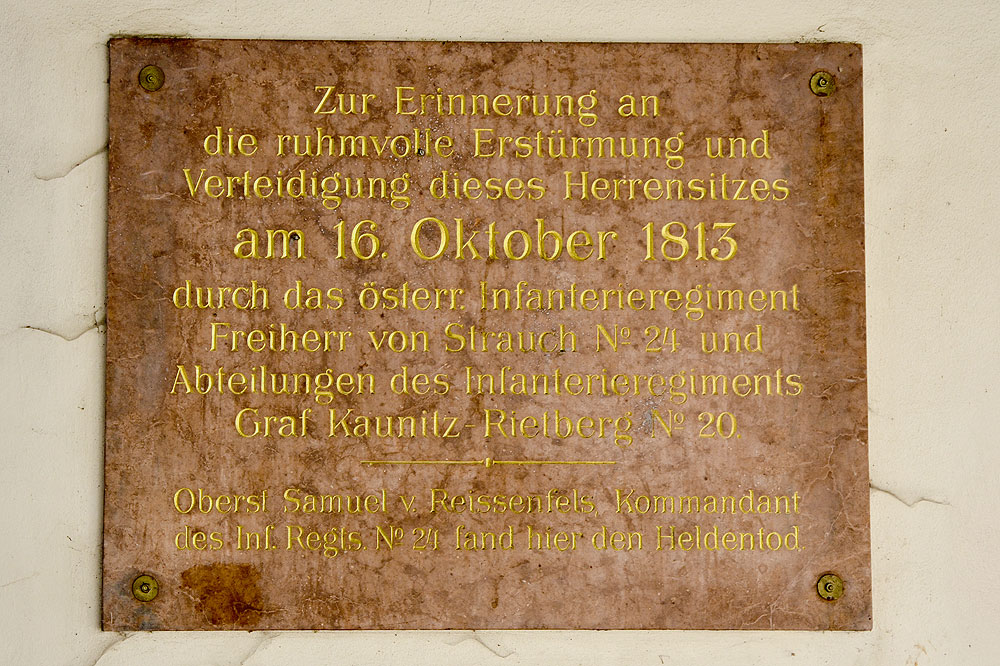 Zur Erinnerung an
die ruhmvolle Erstürmung und
Verteidigung dieses Herrensitzes
am 16. Oktober 1813
durch das österr. Infanterieregiment
Freiherr von Strauch Nº 24 und
Abteilungen des Infanterieregiments
Graf Kaunitz-Rietberg Nº 20.
Oberst Samuel v. Reissenfels, Kommandant
des Inf. Regts. Nº 24 fand hier den Heldentod.